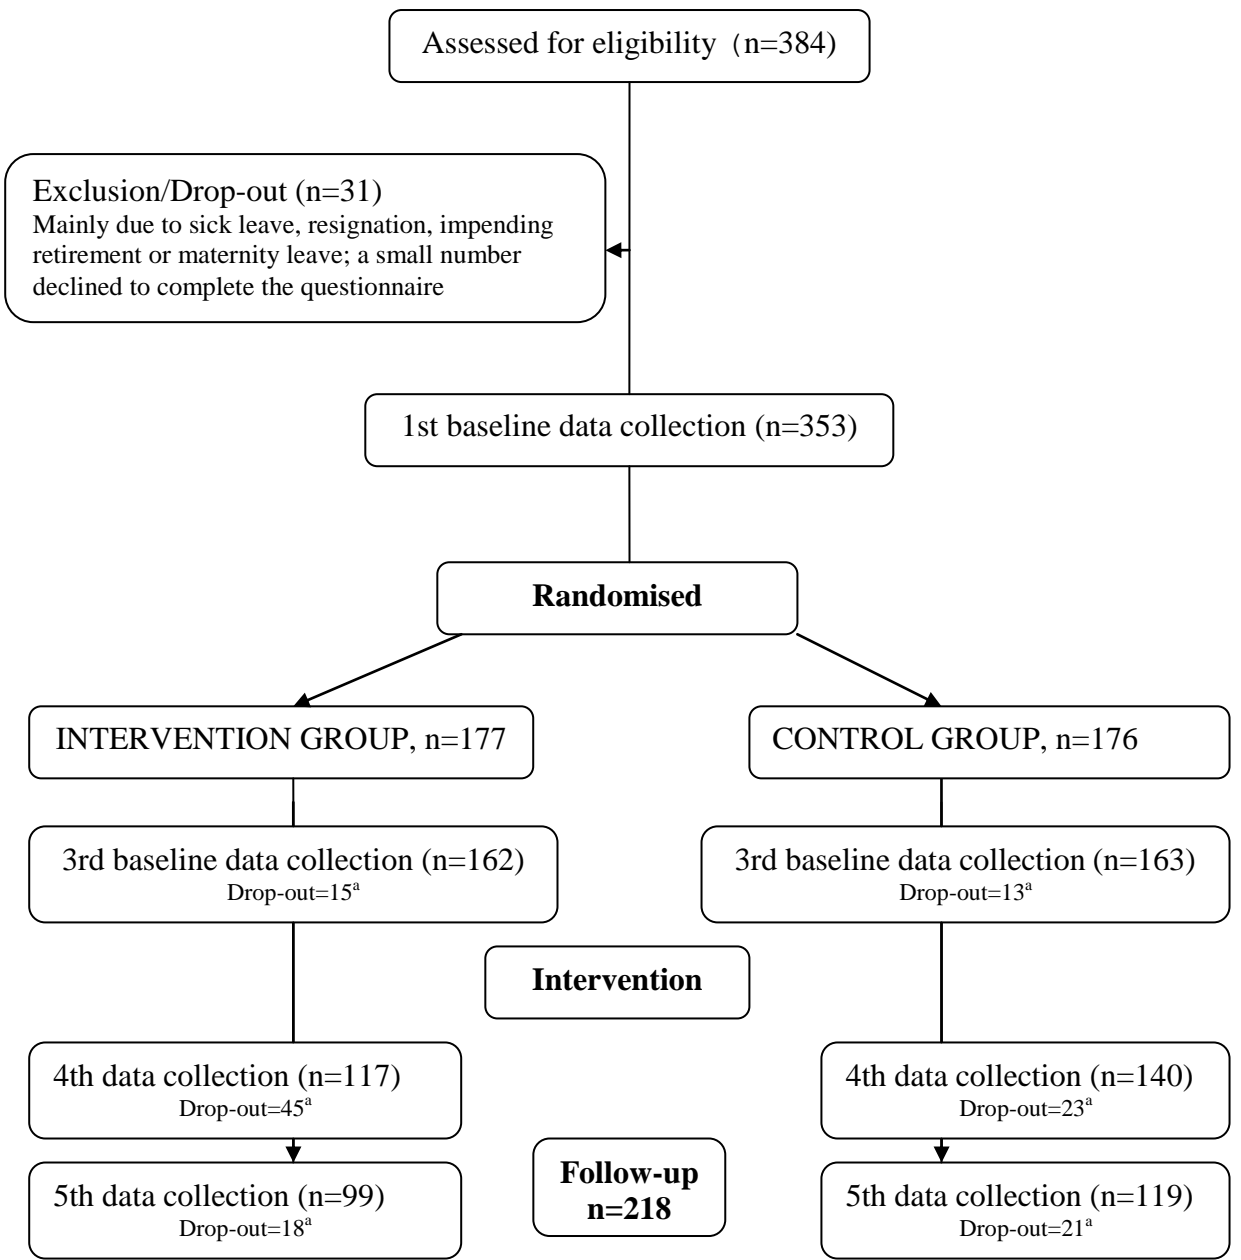 Assessed for eligibility（n=384)
Exclusion/Drop-out (n=31)
Mainly due to sick leave, resignation, impending
retirement or maternity leave; a small number
declined to complete the questionnaire
1st baseline data collection (n=353)
Randomised
INTERVENTION GROUP, n=177
CONTROL GROUP, n=176
3rd baseline data collection (n=162)
Drop-out=15ᵃ
3rd baseline data collection (n=163)
Drop-out=13ᵃ
Intervention
4th data collection (n=117)
Drop-out=45ᵃ
4th data collection (n=140)
Drop-out=23ᵃ
Follow-up
n=218
5th data collection (n=99)
Drop-out=18ᵃ
5th data collection (n=119)
Drop-out=21ᵃ